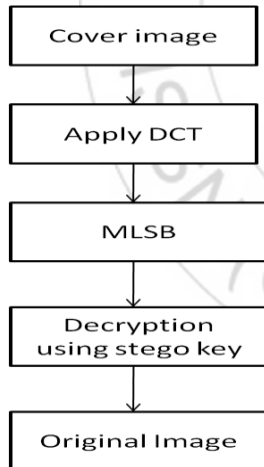 Cover image
Apply DCT
MLSB
Decryption
using stego key
Original Image